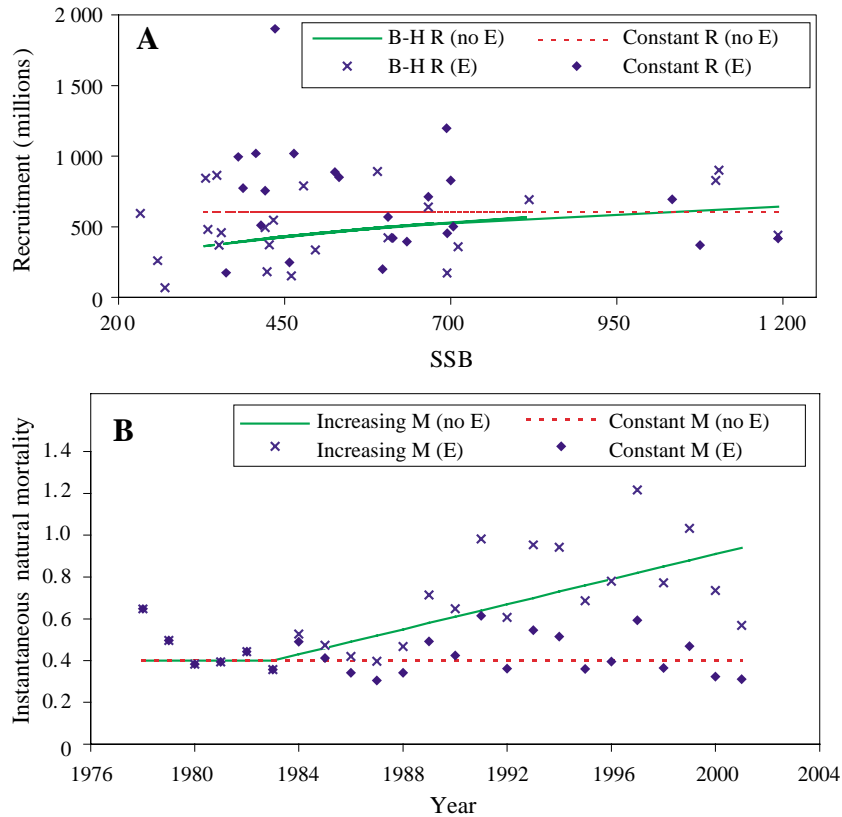 A
B-H R (no E)
Constant R (no E)
B-H R (E)
Constant R (E)
Recruitment (millions)
2 000
1 500
1 000
500
0
200
450
700
950
1 200
SSB
B
Increasing M (no E)
Constant M (no E)
Increasing M (E)
Constant M (E)
Instantaneous natural mortality
1.4
1.2
1.0
0.8
0.6
0.4
0.2
0
1976
1980
1984
1988
1992
1996
2000
2004
Year